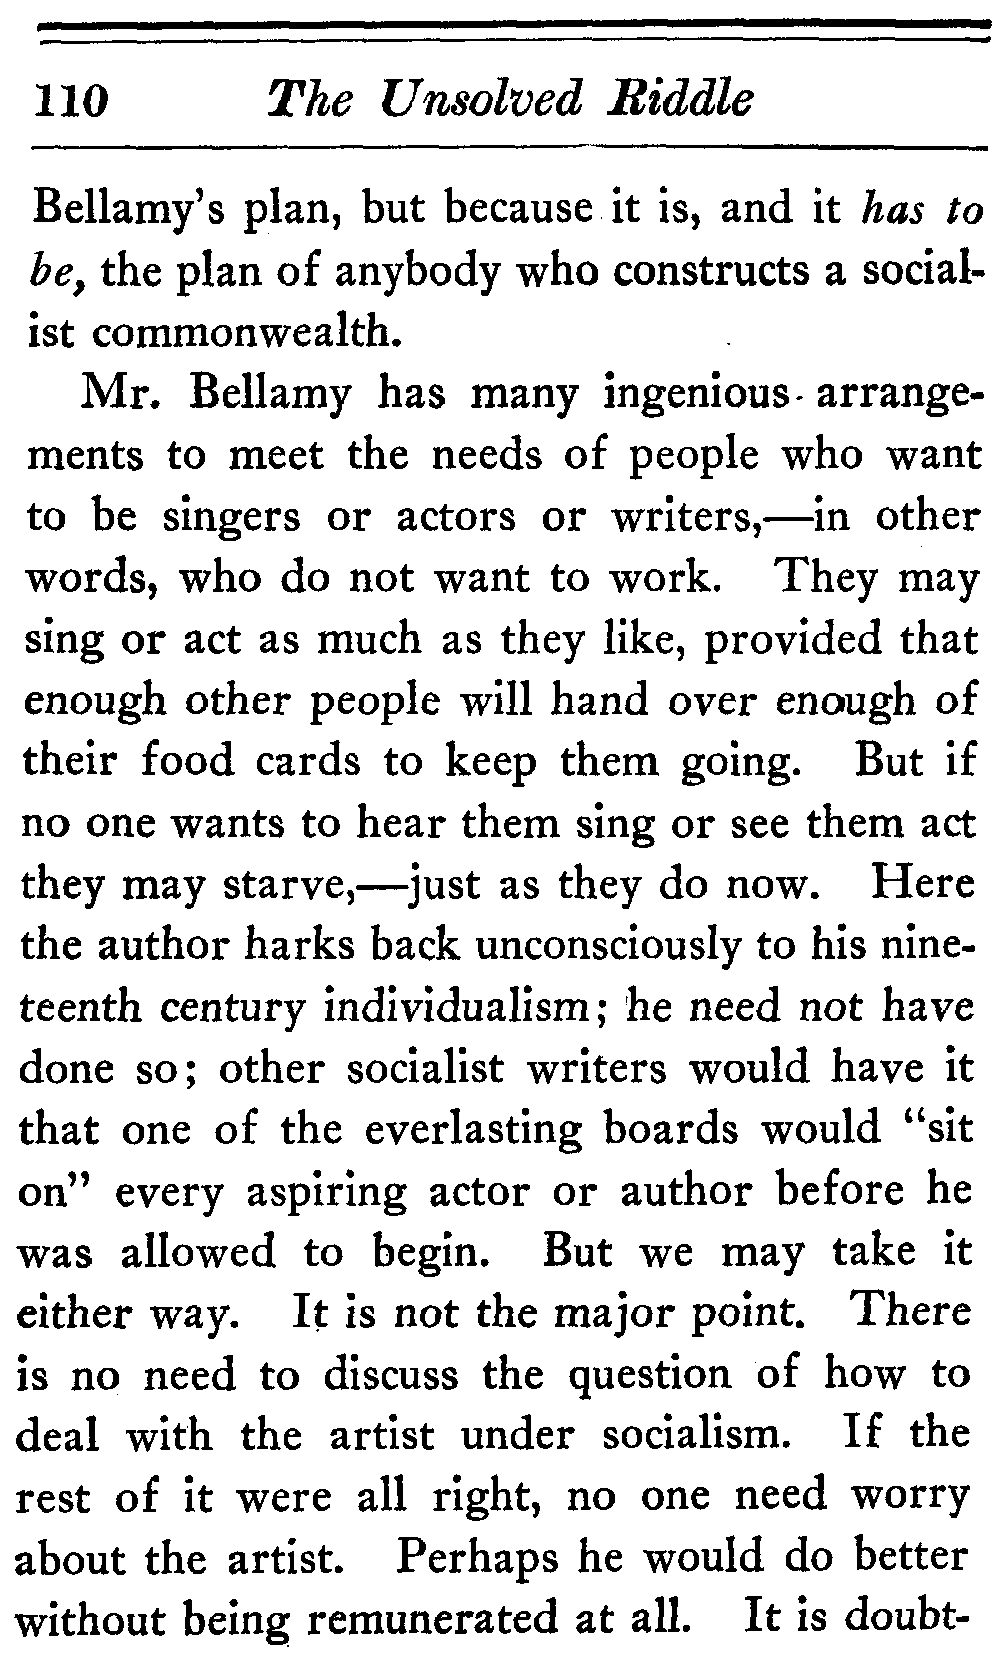 110 The Unsolved Riddle
Bellamy's plan, but because it is, and it has to
be, the plan of anybody who constructs a social-
ist commonwealth.
Mr. Bellamy has many ingenious arrange-
ments to meet the needs of people who want
to be singers or actors or writers,—in other
words, who do not want to work. They may
sing or act as much as they like, provided that
enough other people will hand over enough of
their food cards to keep them going. But if
no one wants to hear them sing or see them act
they may starve,—just as they do now. Here
the author harks back unconsciously to his nine-
teenth century individualism; he need not have
done so; other socialist writers would have it
that one of the everlasting boards would “sit
on” every aspiring actor or author before he
was allowed to begin. But we may take it
either way. It is not the major point. There
is no need to discuss the question of how to
deal with the artist under socialism. If the
rest of it were all right, no one need worry
about the artist. Perhaps he would do better
without being remunerated at all. It is doubt-